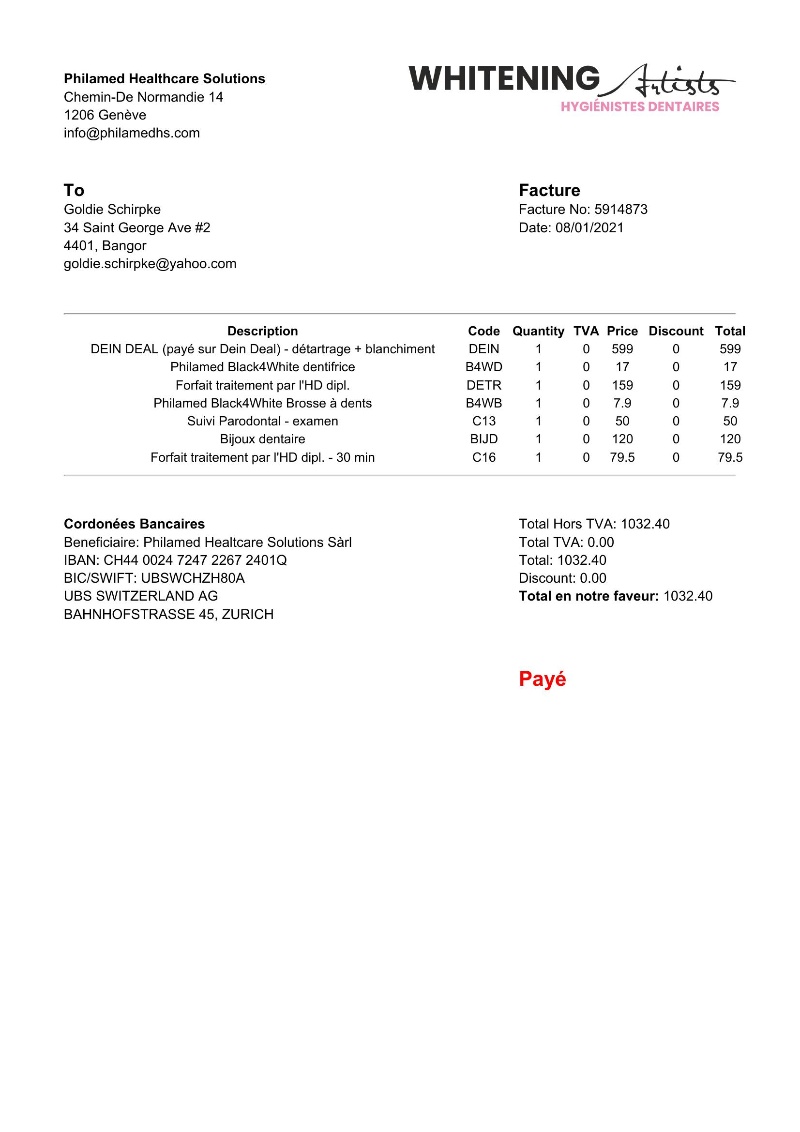 Philamed Healthcare Solutions
Chemin-De Normandie 14
1206 Genève
info@philamedhs.com
WHITENING Artists
HYGIÉNISTES DENTAIRES
To
Goldie Schirpke
34 Saint George Ave #2
4401, Bangor
goldie.schirpke@yahoo.com
Facture
Facture No: 5914873
Date: 08/01/2021
Description Code Quantity TVA Price Discount Total
DEIN DEAL (payé sur Dein Deal) - détartrage + blanchiment DEIN 1 0 599 0 599
Philamed Black4White dentifrice B4WD 1 0 17 0 17
Forfait traitement par l'HD dipl. DETR 1 0 159 0 159
Philamed Black4White Brosse à dents B4WB 1 0 7.9 0 7.9
Suivi Parodontal - examen C13 1 0 50 0 50
Bijoux dentaire BIJD 1 0 120 0 120
Forfait traitement par l'HD dipl. - 30 min C16 1 0 79.5 0 79.5
Cordonées Bancaires
Beneficiaire: Philamed Healtcare Solutions Sàrl
IBAN: CH44 0024 7247 2267 2401Q
BIC/SWIFT: UBSWCHZH80A
UBS SWITZERLAND AG
BAHNHOFSTRASSE 45, ZURICH
Total Hors TVA: 1032.40
Total TVA: 0.00
Total: 1032.40
Discount: 0.00
Total en notre faveur: 1032.40
Payé